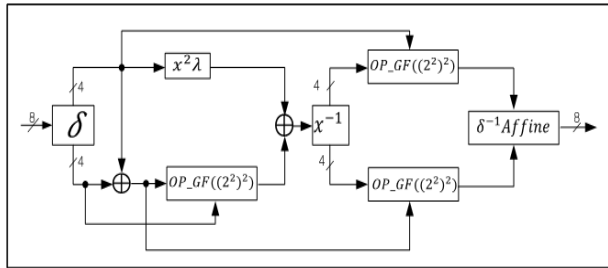 4
4
OP_GF((2²)²)
x²λ
8
δ
x⁻¹
δ⁻¹Affine
8
4
4
OP_GF((2²)²)
OP_GF((2²)²)